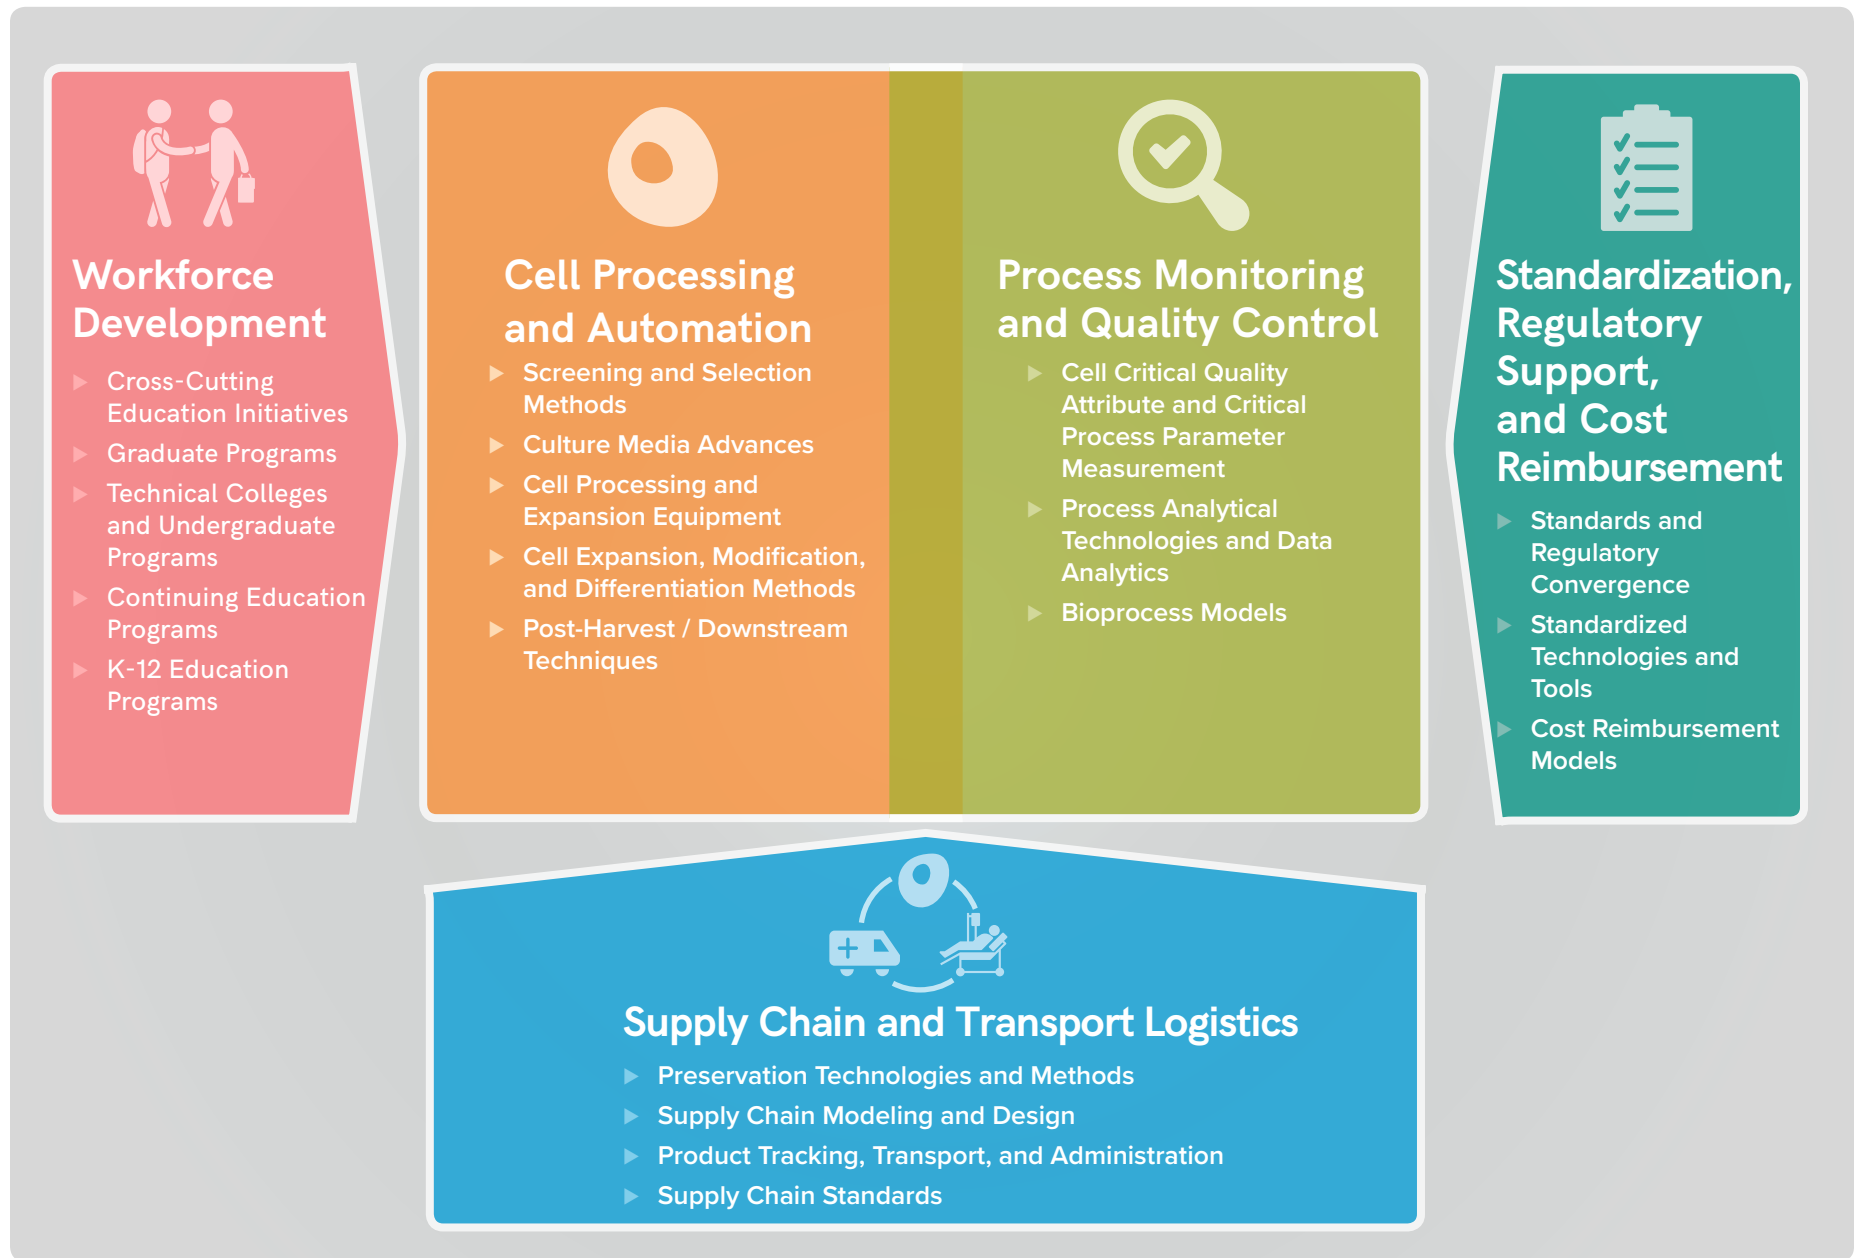 Workforce
Development
Cross-Cutting
Education Initiatives
Graduate Programs
Technical Colleges
and Undergraduate
Programs
Continuing Education
Programs
K-12 Education
Programs
Cell Processing
and Automation
Screening and Selection
Methods
Culture Media Advances
Cell Processing and
Expansion Equipment
Cell Expansion, Modification,
and Differentiation Methods
Post-Harvest / Downstream
Techniques
Process Monitoring
and Quality Control
Cell Critical Quality
Attribute and Critical
Process Parameter
Measurement
Process Analytical
Technologies and Data
Analytics
Bioprocess Models
Standardization,
Regulatory
Support,
and Cost
Reimbursement
Standards and
Regulatory
Convergence
Standardized
Technologies and
Tools
Cost Reimbursement
Models
Supply Chain and Transport Logistics
Preservation Technologies and Methods
Supply Chain Modeling and Design
Product Tracking, Transport, and Administration
Supply Chain Standards